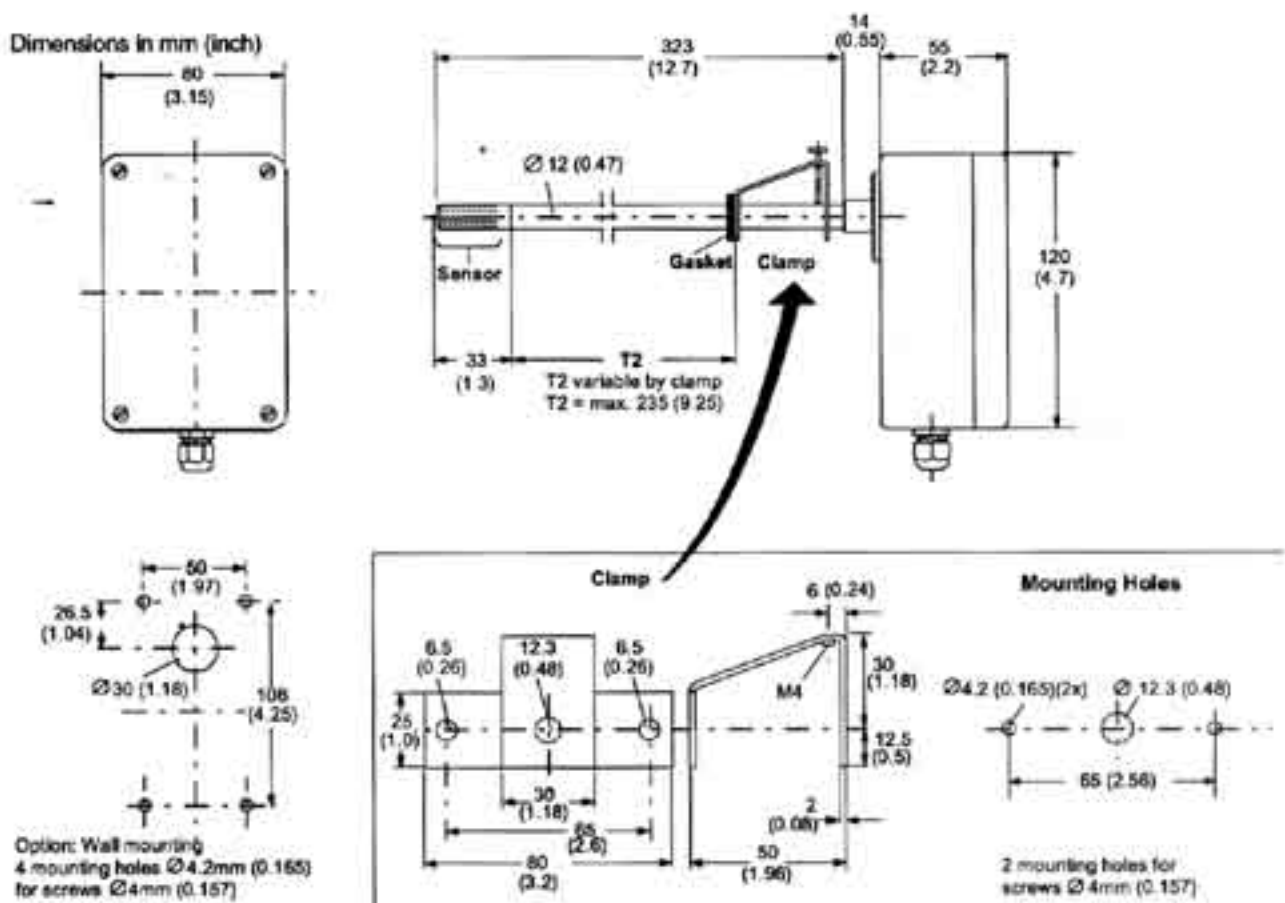 Dimensions in mm (inch)
80
(3.15)
323
(12.7)
14
(0.55)
55
(2.2)
Ø 12 (0.47)
Sensor
Gasket
Clamp
120
(4.7)
33
(1.3)
T2
T2 variable by clamp
T2 = max. 235 (9.25)
50
(1.97)
26.5
(1.04)
Ø30 (1.18)
108
(4.25)
Option: Wall mounting
4 mounting holes Ø4.2mm (0.165)
for screws Ø4mm (0.157)
Clamp
Mounting Holes
6 (0.24)
6.5
(0.26)
12.3
(0.48)
6.5
(0.26)
M4
30
(1.18)
25
(1.0)
12.5
(0.5)
30
(1.18)
65
(2.6)
80
(3.2)
2
(0.08)
50
(1.96)
Ø4.2 (0.165)(2x)
Ø 12.3 (0.48)
65 (2.56)
2 mounting holes for
screws Ø 4mm (0.157)